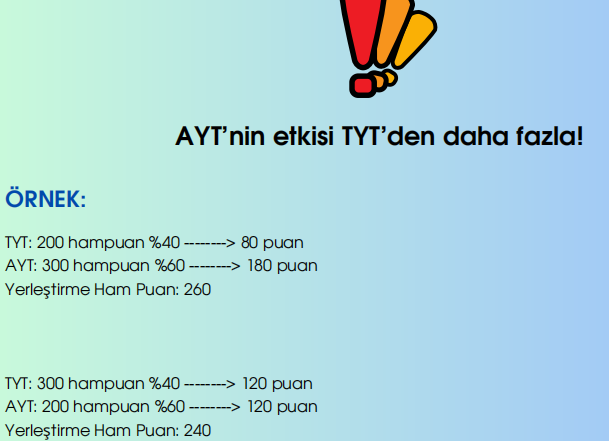 AYT’nin etkisi TYT’den daha fazla!
ÖRNEK:
TYT: 200 hampuan %40 --------> 80 puan
AYT: 300 hampuan %60 --------> 180 puan
Yerleştirme Ham Puan: 260
TYT: 300 hampuan %40 --------> 120 puan
AYT: 200 hampuan %60 --------> 120 puan
Yerleştirme Ham Puan: 240